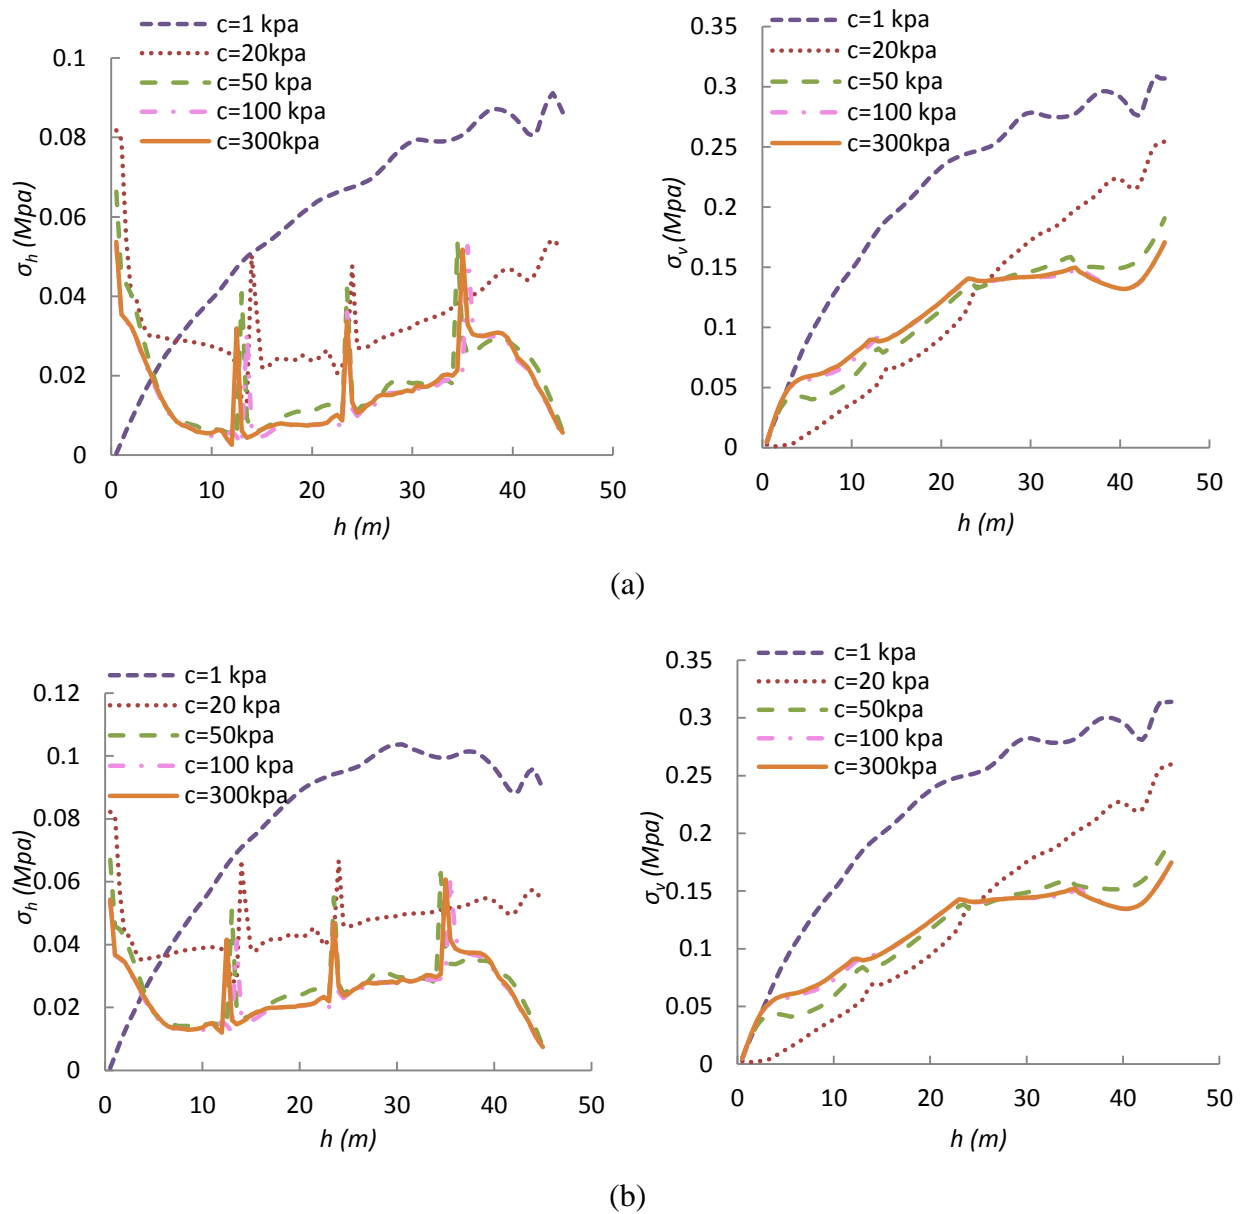 c=1 kpa
c=20kpa
c=50 kpa
c=100 kpa
c=300kpa
0.1
0.08
0.06
0.04
0.02
0
σh (Mpa)
0 10 20 30 40 50
h (m)
c=1 kpa
c=20kpa
c=50 kpa
c=100 kpa
c=300kpa
0.35
0.3
0.25
0.2
0.15
0.1
0.05
0
σv (Mpa)
0 10 20 30 40 50
h (m)
(a)
c=1 kpa
c=20 kpa
c=50kpa
c=100 kpa
c=300kpa
0.12
0.1
0.08
0.06
0.04
0.02
0
σh (Mpa)
0 10 20 30 40 50
h (m)
c=1 kpa
c=20 kpa
c=50kpa
c=100 kpa
c=300kpa
0.35
0.3
0.25
0.2
0.15
0.1
0.05
0
σv (Mpa)
0 10 20 30 40 50
h (m)
(b)